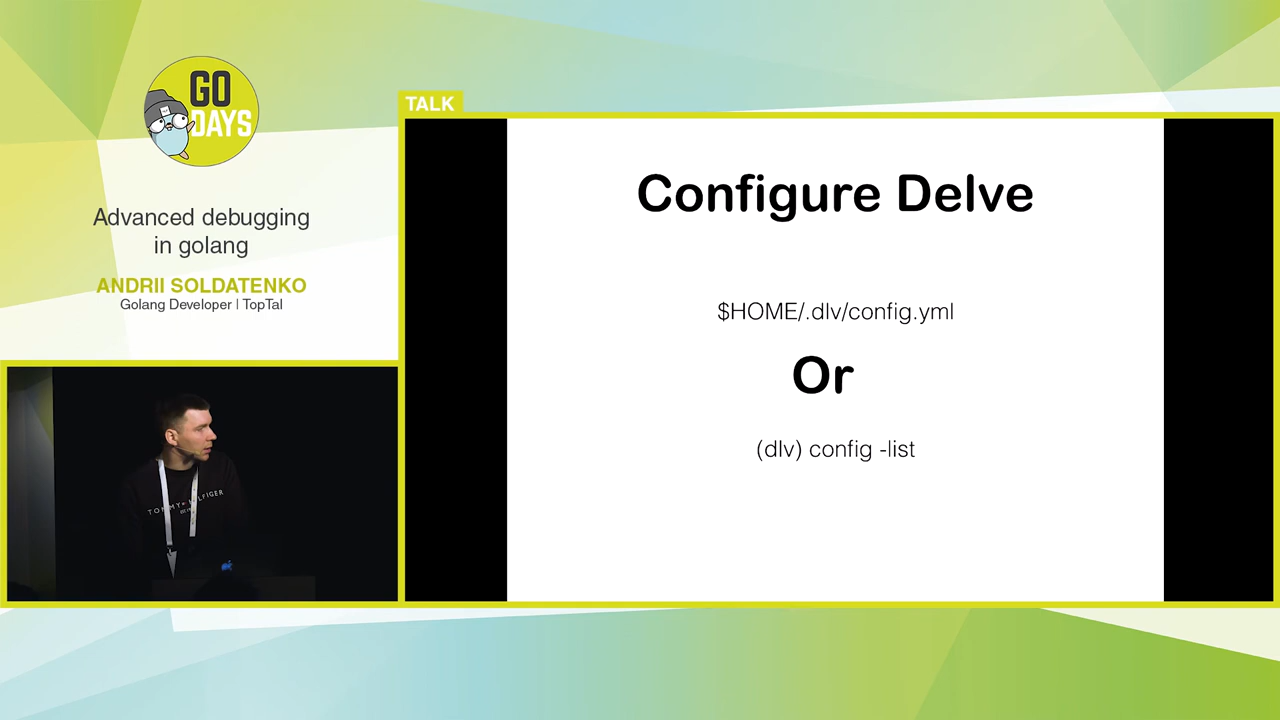 GO
DAYS
Advanced debugging
in golang
ANDRII SOLDATENKO
Golang Developer | TopTal
TALK
Configure Delve
$HOME/.dlv/config.yml
Or
(dlv) config -list